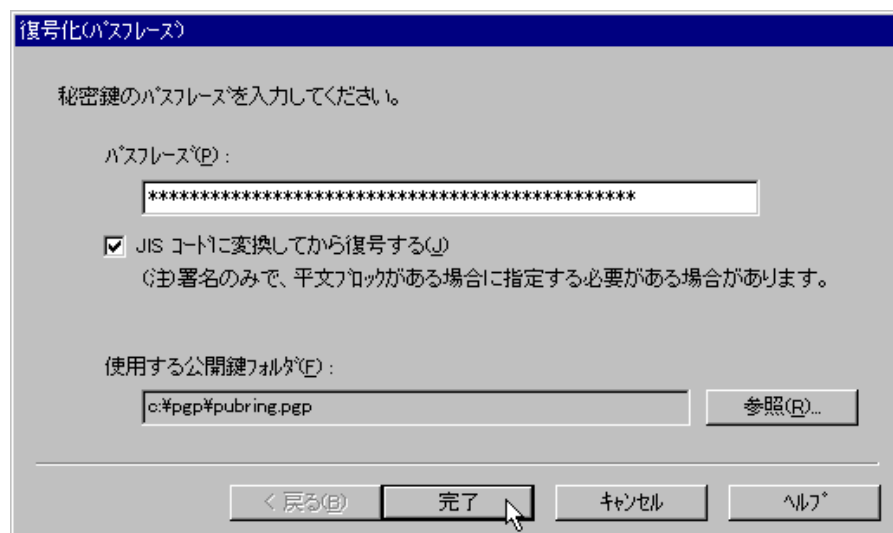 復号化(ﾊﾟｽﾌﾚｰｽﾞ)
秘密鍵のﾊﾟｽﾌﾚｰｽﾞを入力してください。
ﾊﾟｽﾌﾚｰｽﾞ(P)：
***********************************************
JIS ｺｰﾄﾞに変換してから復号する(J)
(注)署名のみで、平文ﾌﾞﾛｯｸがある場合に指定する必要がある場合があります。
使用する公開鍵ﾌｫﾙﾀﾞ(F)：
c:¥pgp¥pubring.pgp
参照(R)...
< 戻る(B)
完了
ｷｬﾝｾﾙ
ﾍﾙﾌﾟ